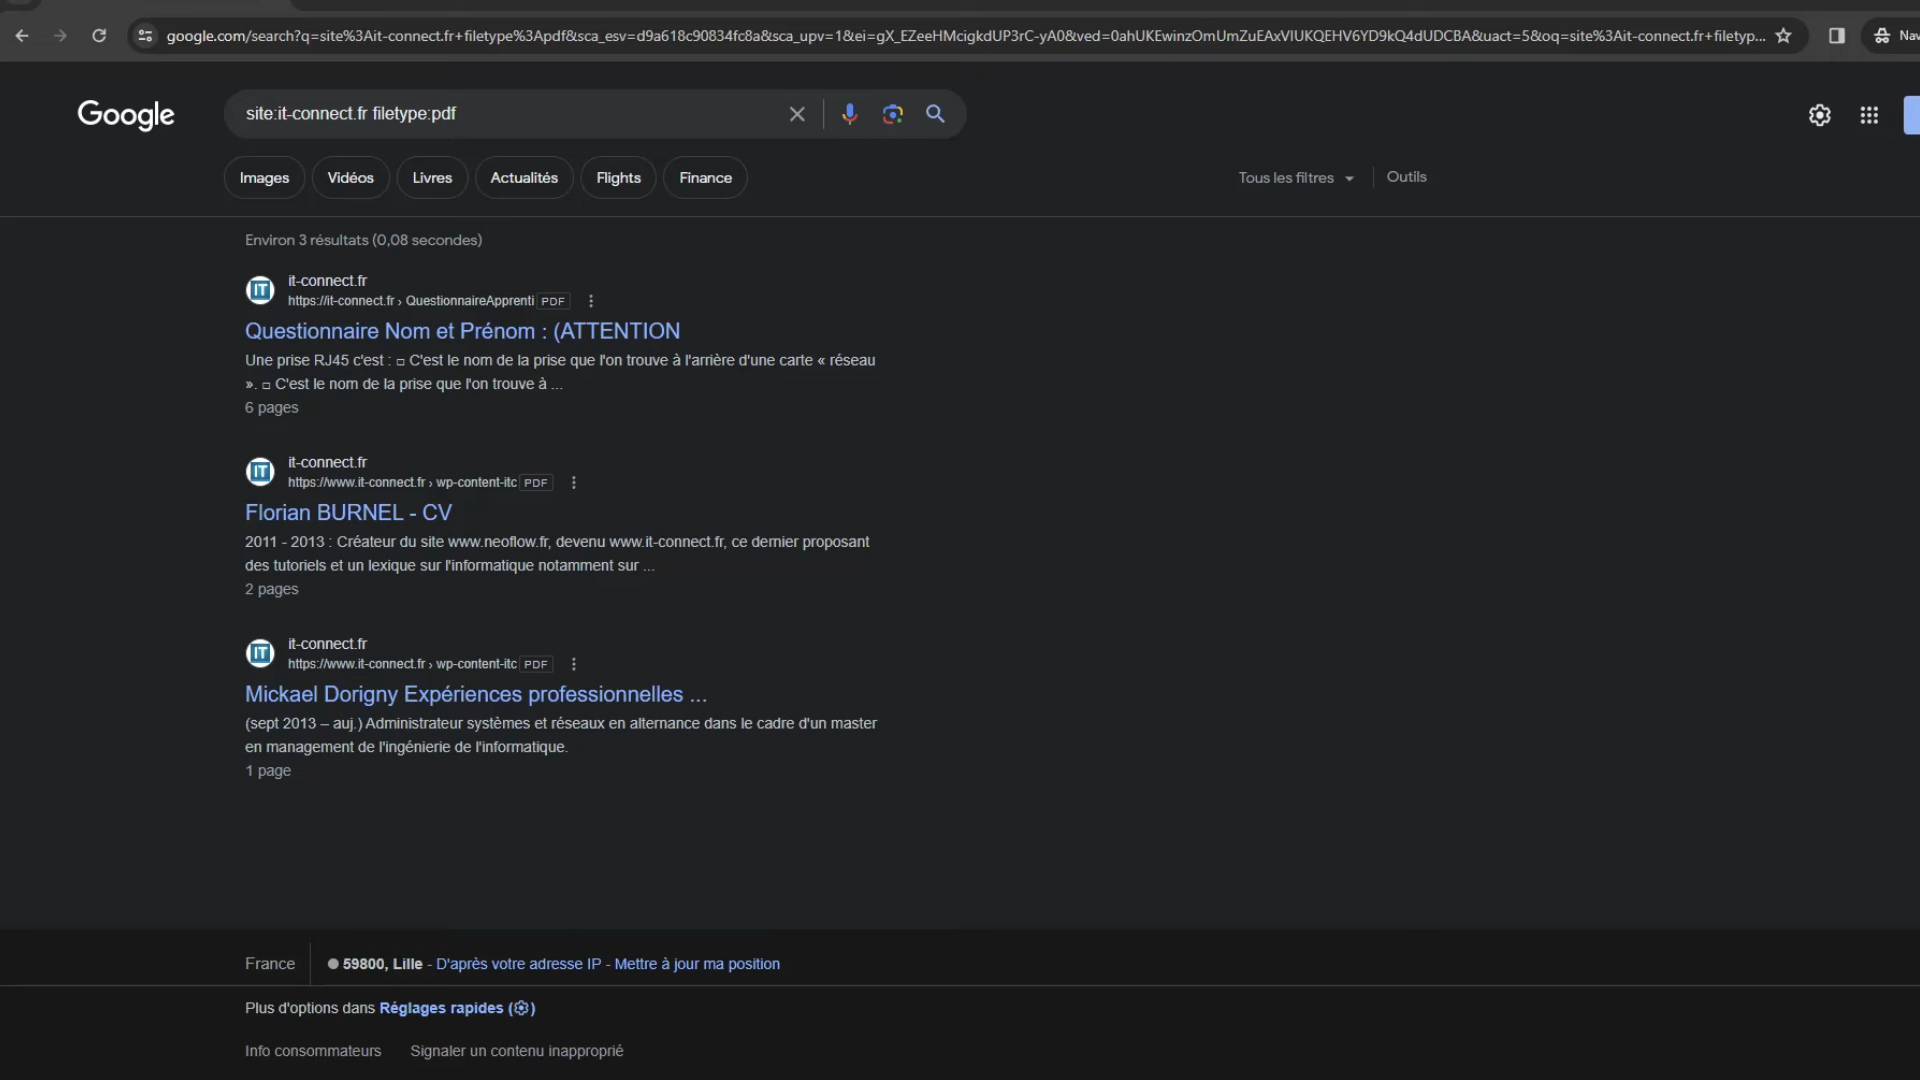 google.com/search?q=site%3Ait-connect.fr+filetype%3Apdf&sca_esv=d9a618c90834fc8a&sca_upv=1&ei=gX_EZeeHMcigkdUP3rC-yA0&ved=0ahUKEwinzOmUmZuEAxVIUKQEHV6YD9kQ4dUDCBA&uact=5&oq=site%3Ait-connect.fr+filetyp...
Nav
Google
site:it-connect.fr filetype:pdf
Images
Vidéos
Livres
Actualités
Flights
Finance
Tous les filtres
Outils
Environ 3 résultats (0,08 secondes)
it-connect.fr
https://it-connect.fr › QuestionnaireApprenti PDF
Questionnaire Nom et Prénom : (ATTENTION
Une prise RJ45 c'est : □ C'est le nom de la prise que l'on trouve à l'arrière d'une carte « réseau
». □ C'est le nom de la prise que l'on trouve à ...
6 pages
it-connect.fr
https://www.it-connect.fr › wp-content-itc PDF
Florian BURNEL - CV
2011 - 2013 : Créateur du site www.neoflow.fr, devenu www.it-connect.fr, ce dernier proposant
des tutoriels et un lexique sur l'informatique notamment sur ...
2 pages
it-connect.fr
https://www.it-connect.fr › wp-content-itc PDF
Mickael Dorigny Expériences professionnelles ...
(sept 2013 – auj.) Administrateur systèmes et réseaux en alternance dans le cadre d'un master
en management de l'ingénierie de l'informatique.
1 page
France
59800, Lille - D'après votre adresse IP - Mettre à jour ma position
Plus d'options dans Réglages rapides ( )
Info consommateurs
Signaler un contenu inapproprié